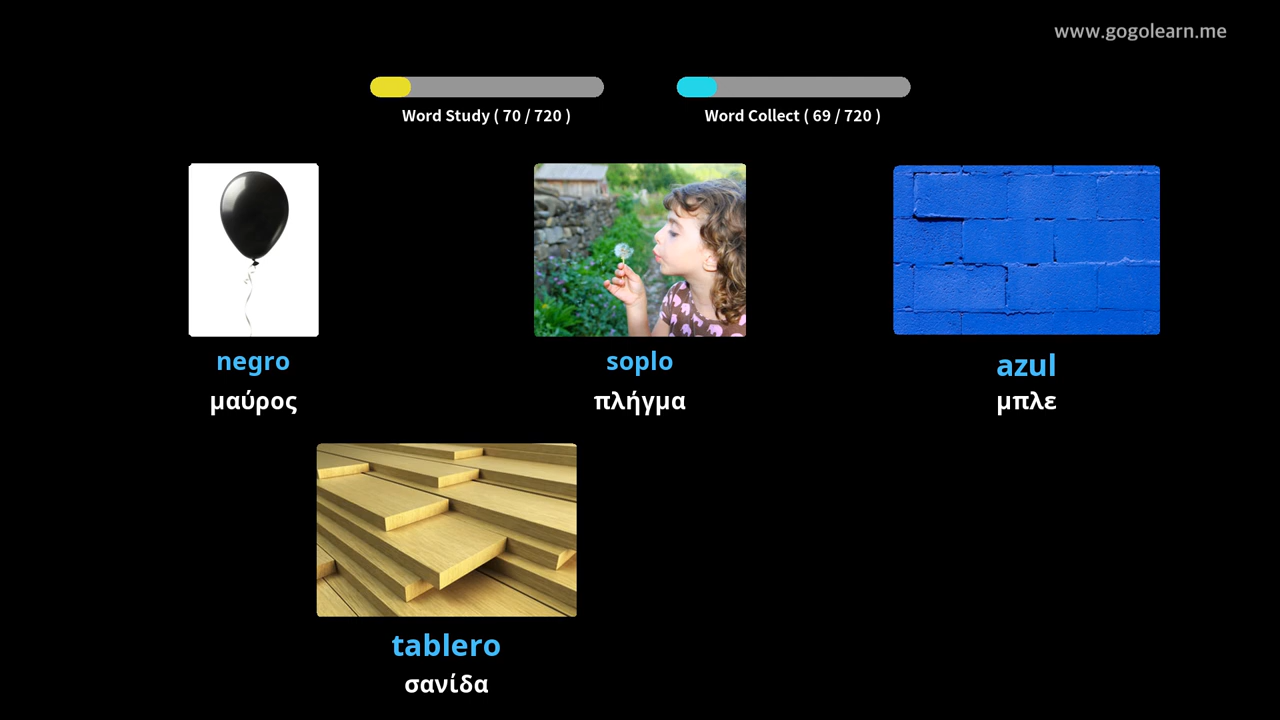 www.gogolearn.me
Word Study ( 70 / 720 )
Word Collect ( 69 / 720 )
negro
μαύρος
soplo
πλήγμα
azul
μπλε
tablero
σανίδα